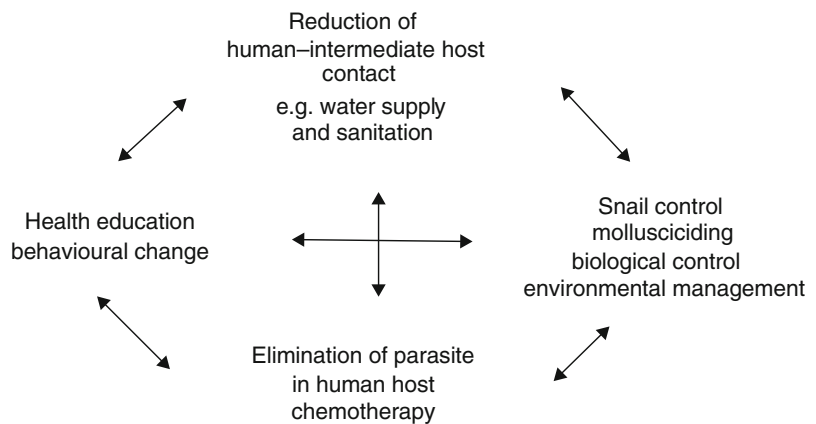 Reduction of
human–intermediate host
contact
e.g. water supply
and sanitation
Health education
behavioural change
Snail control
mollusciciding
biological control
environmental management
Elimination of parasite
in human host
chemotherapy